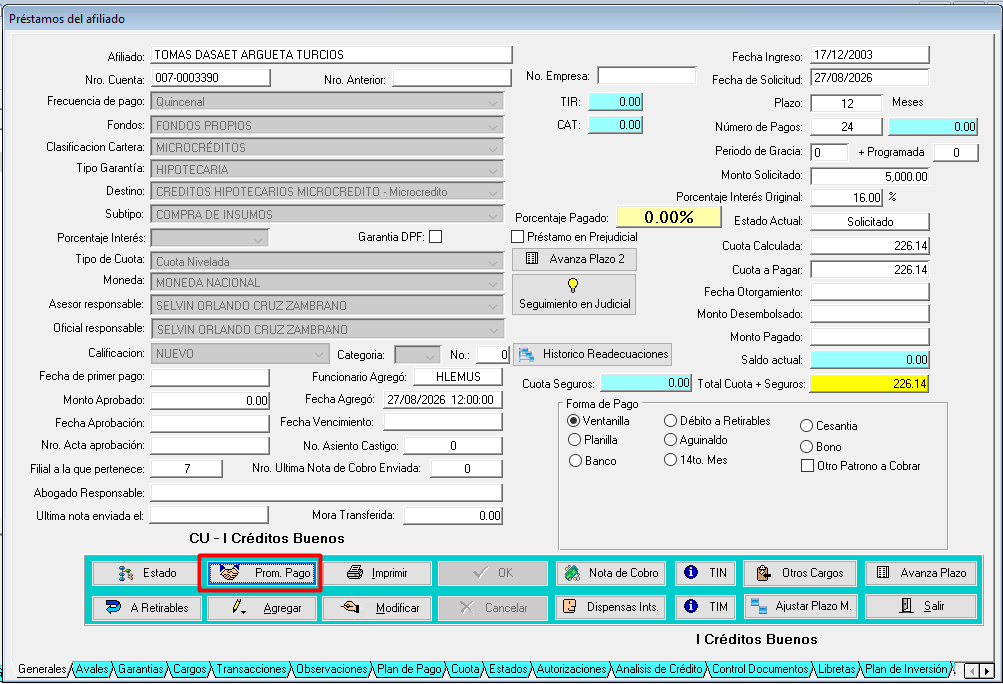 Préstamos del afiliado
Afiliado: TOMAS DASAET ARGUETA TURCIOS
Fecha Ingreso: 17/12/2003
Nro. Cuenta: 007-0003390 Nro. Anterior: No. Empresa:
Fecha de Solicitud: 27/08/2026
Frecuencia de pago: Quincenal
TIR: 0.00
Plazo: 12 Meses
Fondos: FONDOS PROPIOS
CAT: 0.00
Número de Pagos: 24 0.00
Clasificacion Cartera: MICROCRÉDITOS
Periodo de Gracia: 0 + Programada 0
Tipo Garantía: HIPOTECARIA
Monto Solicitado: 5,000.00
Destino: CREDITOS HIPOTECARIOS MICROCREDITO - Microcredito
Porcentaje Interés Original: 16.00 %
Subtipo: COMPRA DE INSUMOS
Porcentaje Pagado: 0.00%
Estado Actual: Solicitado
Porcentaje Interés: Garantia DPF: Préstamo en Prejudicial
Cuota Calculada: 226.14
Tipo de Cuota: Cuota Nivelada
Avanza Plazo 2
Cuota a Pagar: 226.14
Moneda: MONEDA NACIONAL
Fecha Otorgamiento:
Asesor responsable: SELVIN ORLANDO CRUZ ZAMBRANO
Seguimiento en Judicial
Monto Desembolsado:
Oficial responsable: SELVIN ORLANDO CRUZ ZAMBRANO
Monto Pagado:
Calificacion: NUEVO Categoria: No.: 0
Historico Readecuaciones
Saldo actual: 0.00
Fecha de primer pago: Funcionario Agregó: HLEMUS
Cuota Seguros: 0.00 Total Cuota + Seguros: 226.14
Monto Aprobado: 0.00 Fecha Agregó: 27/08/2026 12:00:00
Forma de Pago
Fecha Aprobación: Fecha Vencimiento:
Ventanilla Débito a Retirables Cesantia
Nro. Acta aprobación: No. Asiento Castigo: 0
Planilla Aguinaldo Bono
Filial a la que pertenece: 7 Nro. Ultima Nota de Cobro Enviada: 0
Banco 14to. Mes Otro Patrono a Cobrar
Abogado Responsable:
Ultima nota enviada el: Mora Transferida: 0.00
CU - I Créditos Buenos
Estado Prom. Pago Imprimir OK Nota de Cobro TIN Otros Cargos Avanza Plazo
A Retirables Agregar Modificar Cancelar Dispensas Ints. TIM Ajustar Plazo M. Salir
I Créditos Buenos
Generales Avales Garantias Cargos Transacciones Observaciones Plan de Pago Cuota Estados Autorizaciones Analisis de Crédito Control Documentos Libretas Plan de Inversión